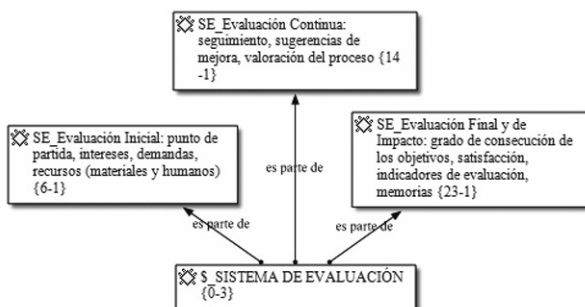 SE_Evaluación Continua:
seguimiento, sugerencias de
mejora, valoración del proceso {14
-1}
SE_Evaluación Inicial: punto de
partida, intereses, demandas,
recursos (materiales y humanos)
{6-1}
SE_Evaluación Final y de
Impacto: grado de consecución de
los objetivos, satisfacción,
indicadores de evaluación,
memorias {23-1}
es parte de
es parte de
es parte de
$_SISTEMA DE EVALUACIÓN
{0-3}